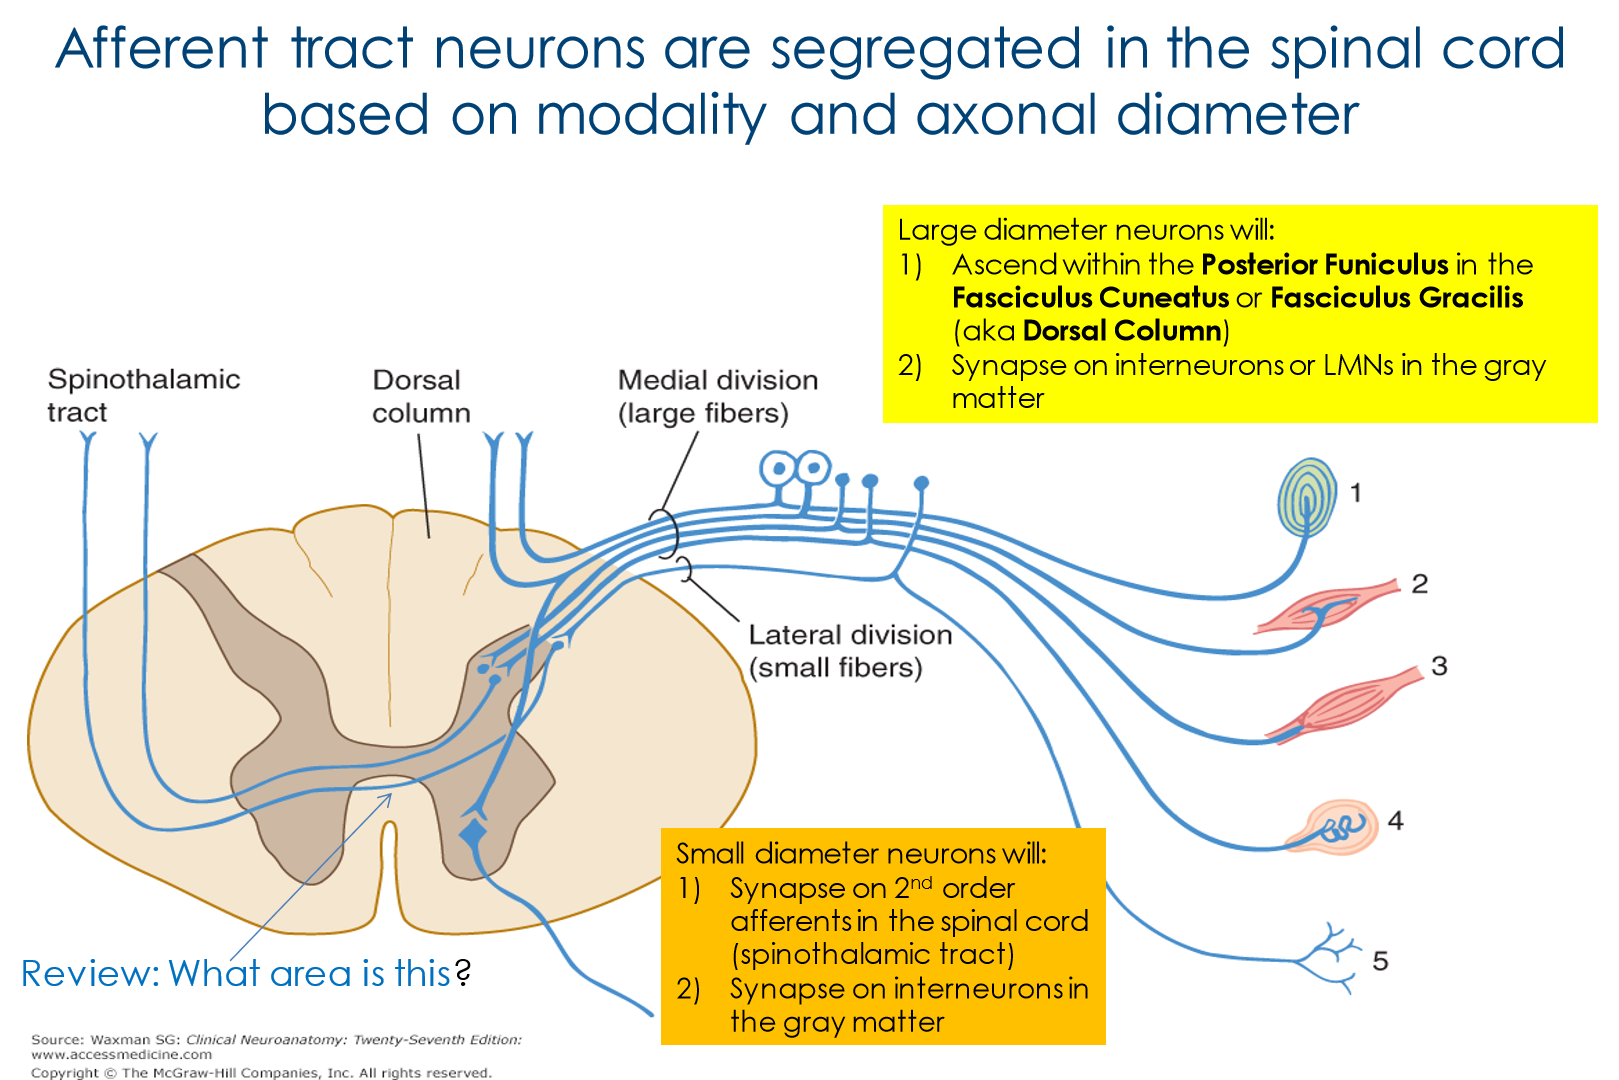 Afferent tract neurons are segregated in the spinal cord
based on modality and axonal diameter
Large diameter neurons will:
1) Ascend within the Posterior Funiculus in the
Fasciculus Cuneatus or Fasciculus Gracilis
(aka Dorsal Column)
2) Synapse on interneurons or LMNs in the gray
matter
Spinothalamic
tract
Dorsal
column
Medial division
(large fibers)
1
2
Lateral division
(small fibers)
3
4
Small diameter neurons will:
1) Synapse on 2nd order
afferents in the spinal cord
(spinothalamic tract)
2) Synapse on interneurons in
the gray matter
5
Review: What area is this?
Source: Waxman SG: Clinical Neuroanatomy: Twenty-Seventh Edition:
www.accessmedicine.com
Copyright © The McGraw-Hill Companies, Inc. All rights reserved.